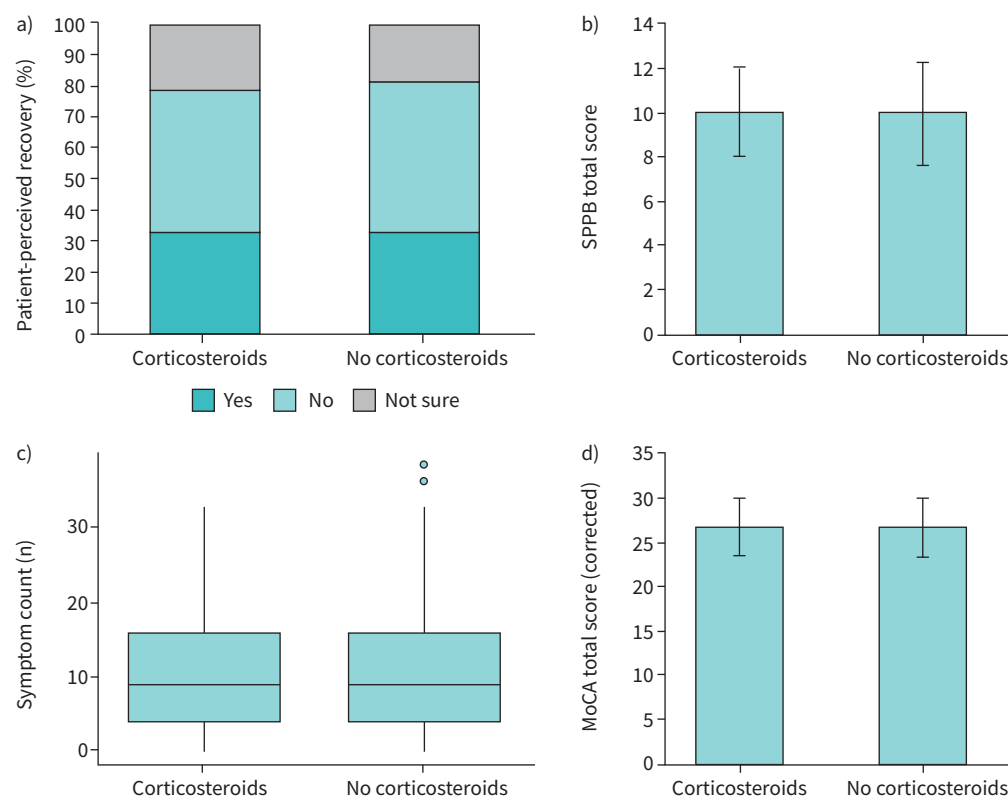 a)
Patient-perceived recovery (%)
100
90
80
70
60
50
40
30
20
10
0
Corticosteroids
No corticosteroids
Yes
No
Not sure
b)
SPPB total score
14
12
10
8
6
4
2
0
Corticosteroids
No corticosteroids
c)
Symptom count (n)
30
20
10
0
Corticosteroids
No corticosteroids
d)
MoCA total score (corrected)
35
30
25
20
15
10
5
0
Corticosteroids
No corticosteroids